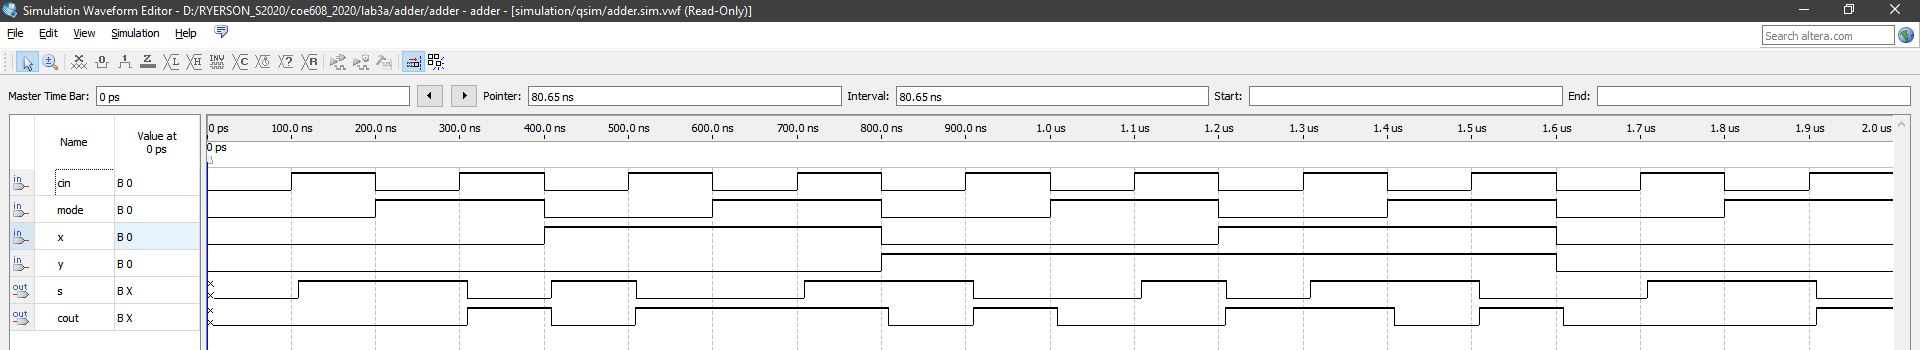 Simulation Waveform Editor - D:/RYERSON_S2020/coe608_2020/lab3a/adder/adder - adder - [simulation/qsim/adder.sim.vwf (Read-Only)]
File Edit View Simulation Help
Search altera.com
Master Time Bar: 0 ps Pointer: 80.65 ns Interval: 80.65 ns Start: End:
Name Value at 0 ps 100.0 ns 200.0 ns 300.0 ns 400.0 ns 500.0 ns 600.0 ns 700.0 ns 800.0 ns 900.0 ns 1.0 us 1.1 us 1.2 us 1.3 us 1.4 us 1.5 us 1.6 us 1.7 us 1.8 us 1.9 us 2.0 us
0 ps 0 ps
in cin B 0
in mode B 0
in x B 0
in y B 0
out s B X
out cout B X